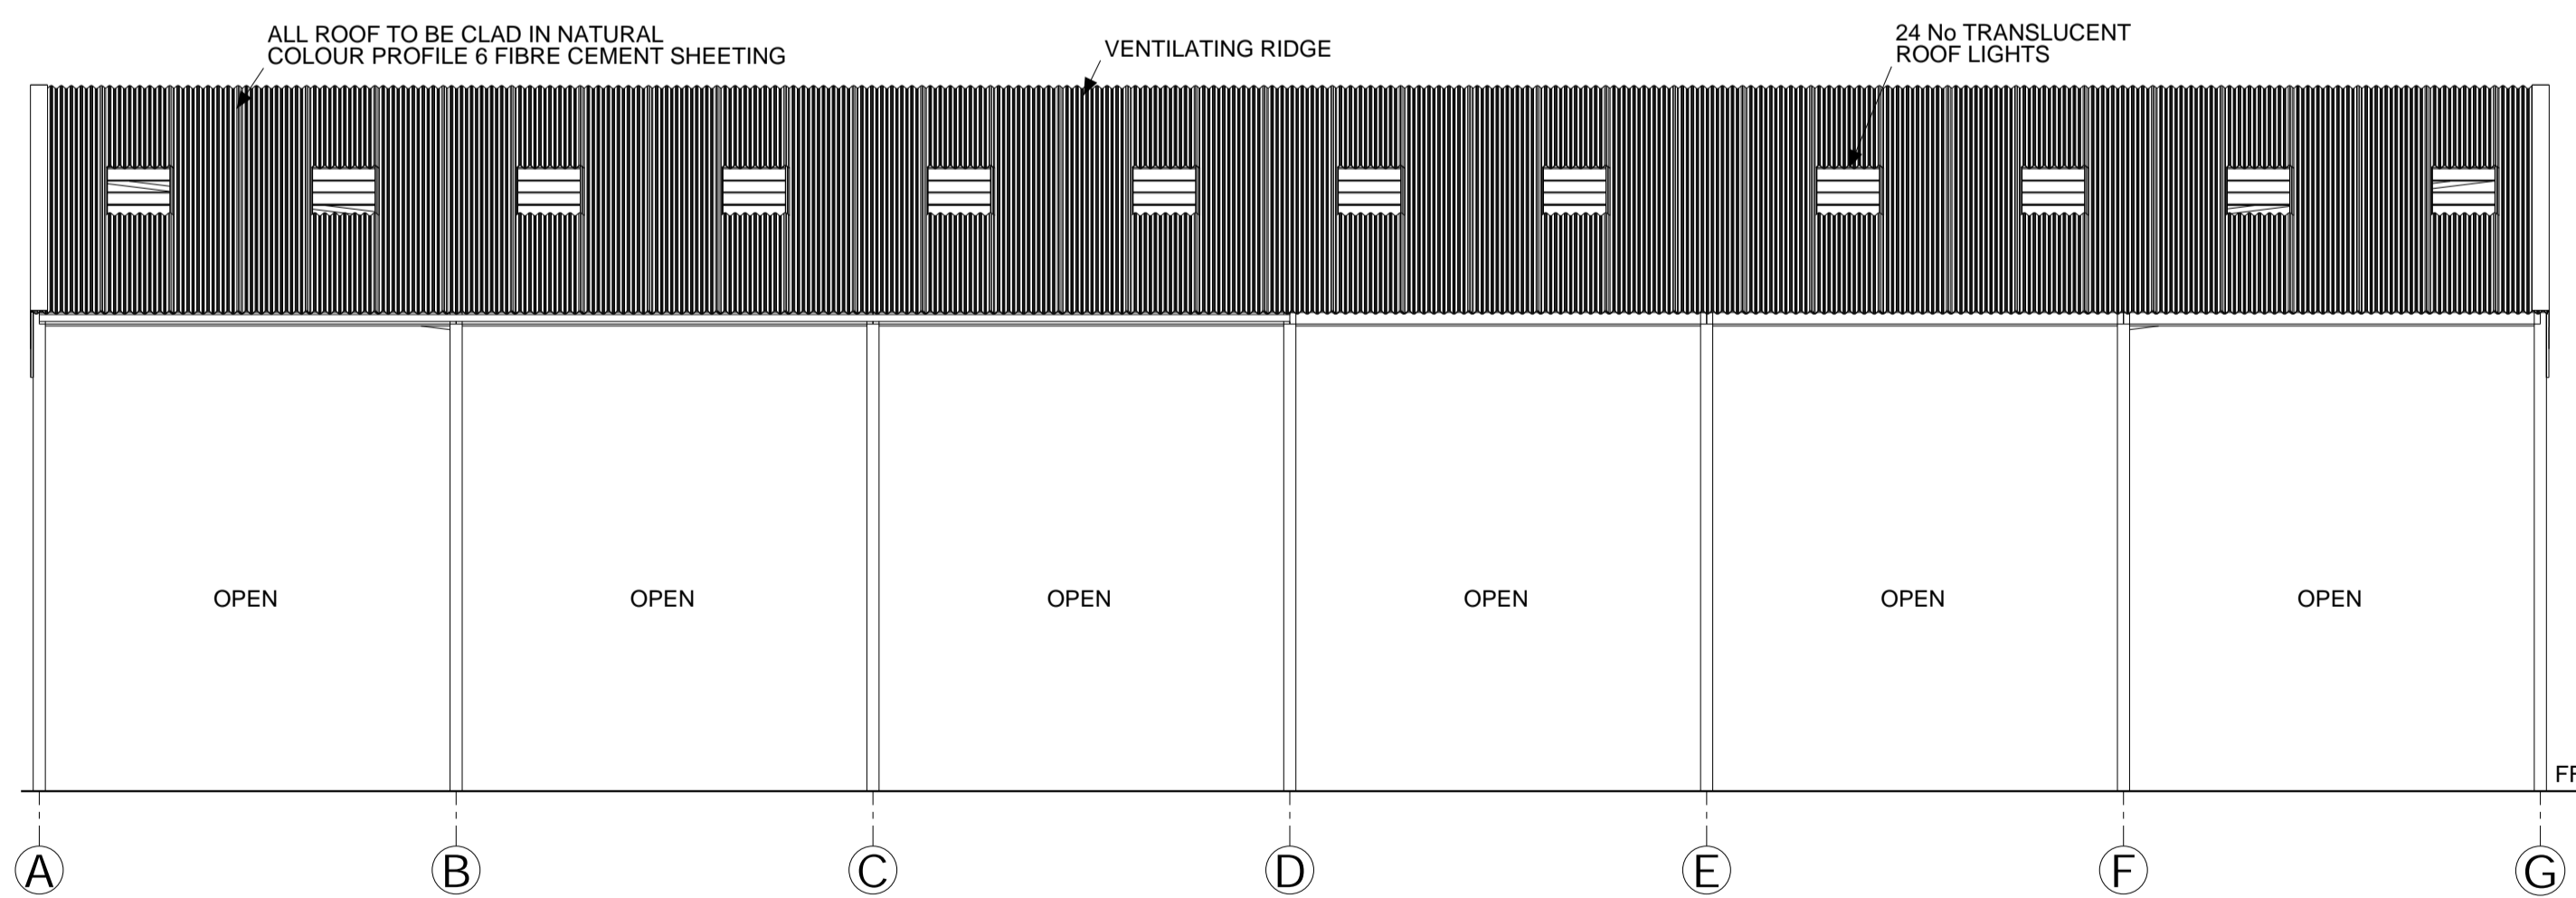 ALL ROOF TO BE CLAD IN NATURAL
COLOUR PROFILE 6 FIBRE CEMENT SHEETING
VENTILATING RIDGE
24 No TRANSLUCENT
ROOF LIGHTS
OPEN
OPEN
OPEN
OPEN
OPEN
OPEN
A
B
C
D
E
F
G